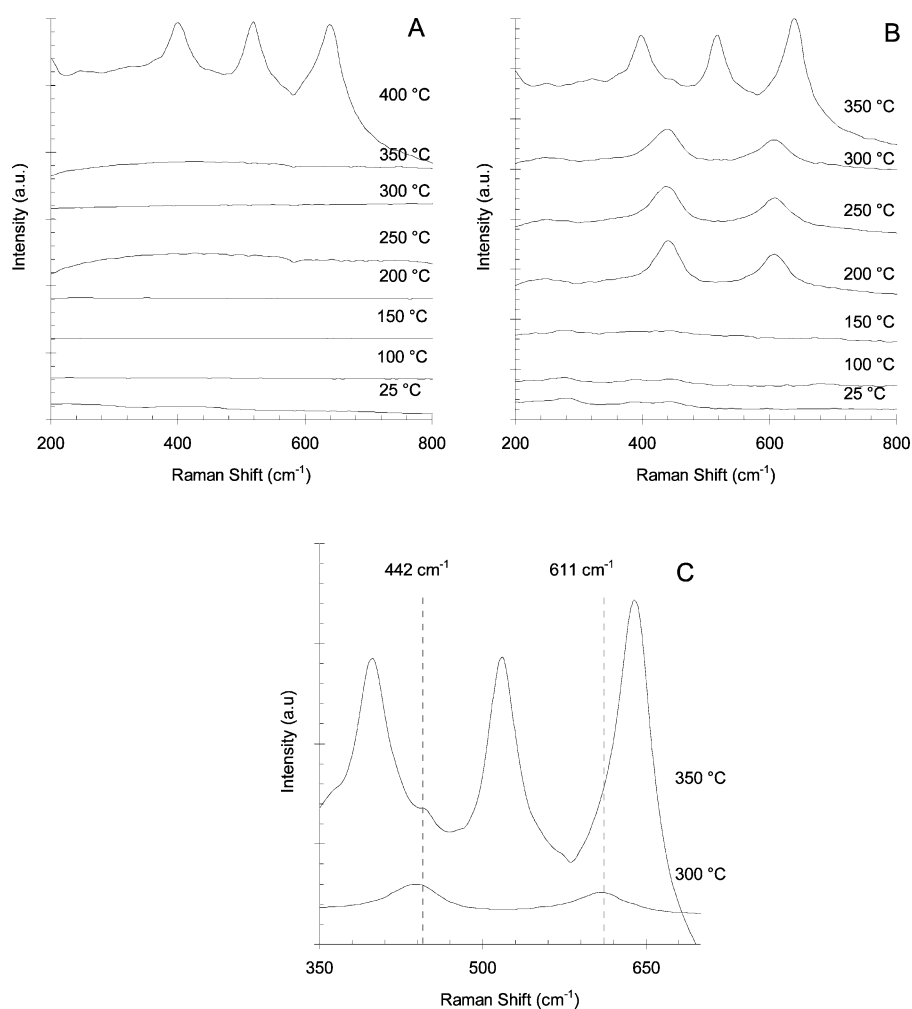 A
400 °C
350 °C
300 °C
250 °C
200 °C
150 °C
100 °C
25 °C
Intensity (a.u.)
200 400 600 800
Raman Shift (cm-1)
B
350 °C
300 °C
250 °C
200 °C
150 °C
100 °C
25 °C
Intensity (a.u.)
200 400 600 800
Raman Shift (cm-1)
442 cm-1 611 cm-1 C
350 °C
300 °C
Intensity (a.u)
350 500 650
Raman Shift (cm-1)